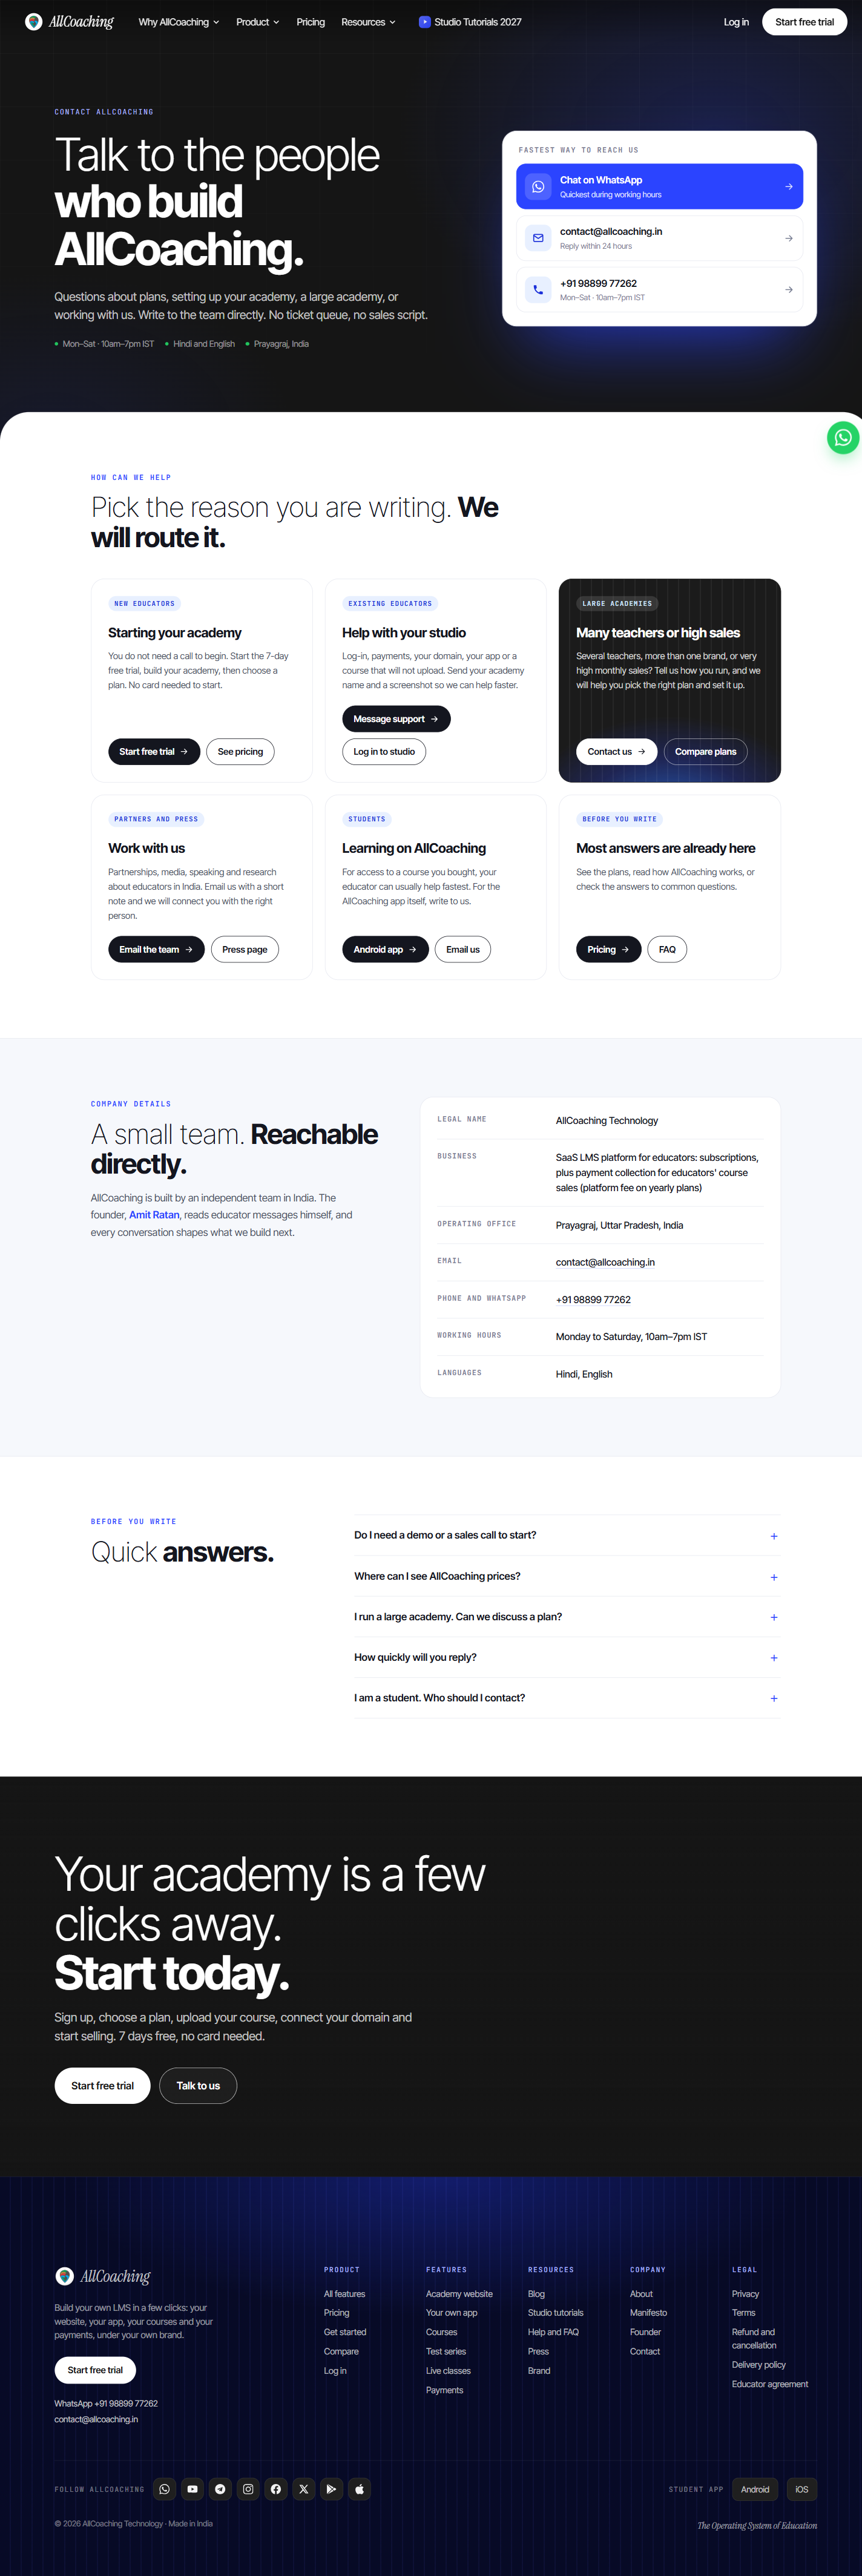 AllCoaching
Why AllCoaching
Product
Pricing
Resources
Studio Tutorials 2027
Log in
Start free trial
CONTACT ALLCOACHING
Talk to the people
who build
AllCoaching.
Questions about plans, setting up your academy, a large academy, or
working with us. Write to the team directly. No ticket queue, no sales script.
Mon–Sat · 10am–7pm IST
Hindi and English
Prayagraj, India
FASTEST WAY TO REACH US
Chat on WhatsApp
Quickest during working hours
contact@allcoaching.in
Reply within 24 hours
+91 98899 77262
Mon–Sat · 10am–7pm IST
HOW CAN WE HELP
Pick the reason you are writing. We
will route it.
NEW EDUCATORS
Starting your academy
You do not need a call to begin. Start the 7-day
free trial, build your academy, then choose a
plan. No card needed to start.
Start free trial
See pricing
EXISTING EDUCATORS
Help with your studio
Log-in, payments, your domain, your app or a
course that will not upload. Send your academy
name and a screenshot so we can help faster.
Message support
Log in to studio
LARGE ACADEMIES
Many teachers or high sales
Several teachers, more than one brand, or very
high monthly sales? Tell us how you run, and we
will help you pick the right plan and set it up.
Contact us
Compare plans
PARTNERS AND PRESS
Work with us
Partnerships, media, speaking and research
about educators in India. Email us with a short
note and we will connect you with the right
person.
Email the team
Press page
STUDENTS
Learning on AllCoaching
For access to a course you bought, your
educator can usually help fastest. For the
AllCoaching app itself, write to us.
Android app
Email us
BEFORE YOU WRITE
Most answers are already here
See the plans, read how AllCoaching works, or
check the answers to common questions.
Pricing
FAQ
COMPANY DETAILS
A small team. Reachable
directly.
AllCoaching is built by an independent team in India. The
founder, Amit Ratan, reads educator messages himself, and
every conversation shapes what we build next.
LEGAL NAME
AllCoaching Technology
BUSINESS
SaaS LMS platform for educators: subscriptions,
plus payment collection for educators' course
sales (platform fee on yearly plans)
OPERATING OFFICE
Prayagraj, Uttar Pradesh, India
EMAIL
contact@allcoaching.in
PHONE AND WHATSAPP
+91 98899 77262
WORKING HOURS
Monday to Saturday, 10am–7pm IST
LANGUAGES
Hindi, English
BEFORE YOU WRITE
Quick answers.
Do I need a demo or a sales call to start?
Where can I see AllCoaching prices?
I run a large academy. Can we discuss a plan?
How quickly will you reply?
I am a student. Who should I contact?
Your academy is a few
clicks away.
Start today.
Sign up, choose a plan, upload your course, connect your domain and
start selling. 7 days free, no card needed.
Start free trial
Talk to us
AllCoaching
Build your own LMS in a few clicks: your
website, your app, your courses and your
payments, under your own brand.
Start free trial
WhatsApp +91 98899 77262
contact@allcoaching.in
PRODUCT
All features
Pricing
Get started
Compare
Log in
FEATURES
Academy website
Your own app
Courses
Test series
Live classes
Payments
RESOURCES
Blog
Studio tutorials
Help and FAQ
Press
Brand
COMPANY
About
Manifesto
Founder
Contact
LEGAL
Privacy
Terms
Refund and
cancellation
Delivery policy
Educator agreement
FOLLOW ALLCOACHING
STUDENT APP
Android
iOS
© 2026 AllCoaching Technology · Made in India
The Operating System of Education